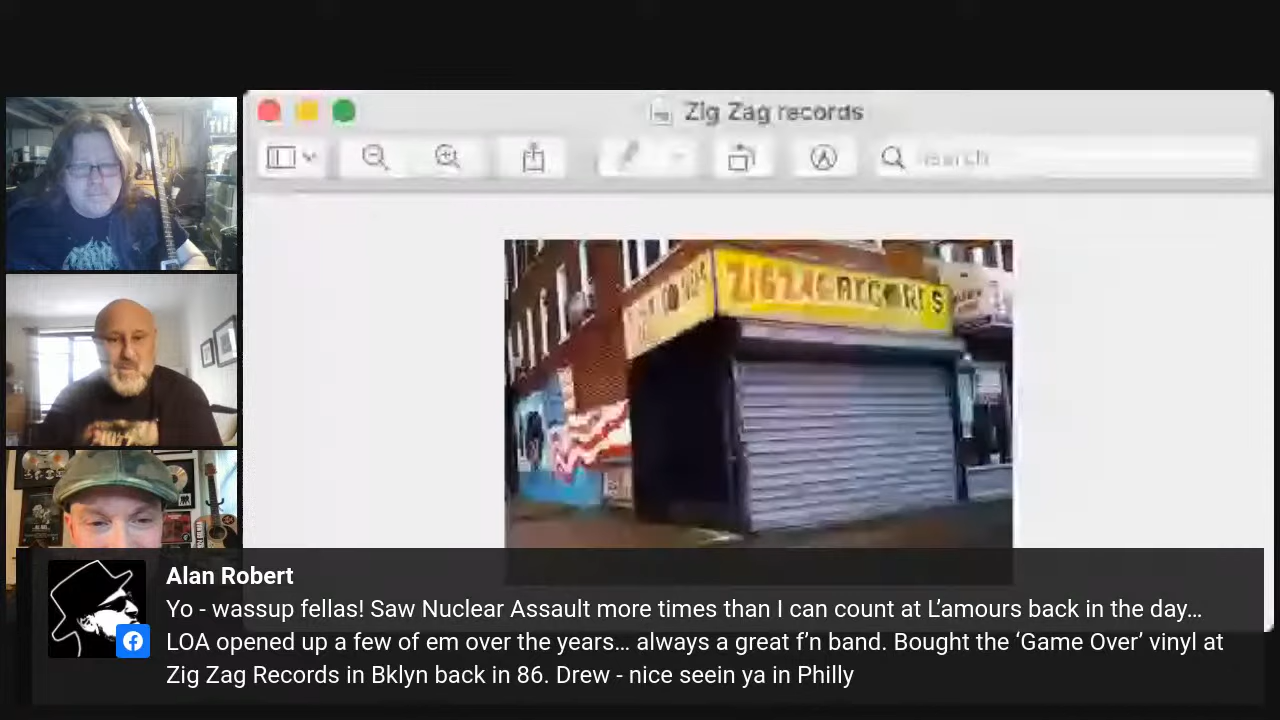 Zig Zag records
Search
ZIG ZAG RECORDS
Alan Robert
Yo - wassup fellas! Saw Nuclear Assault more times than I can count at L’amours back in the day…
LOA opened up a few of em over the years… always a great f’n band. Bought the ‘Game Over’ vinyl at
Zig Zag Records in Bklyn back in 86. Drew - nice seein ya in Philly